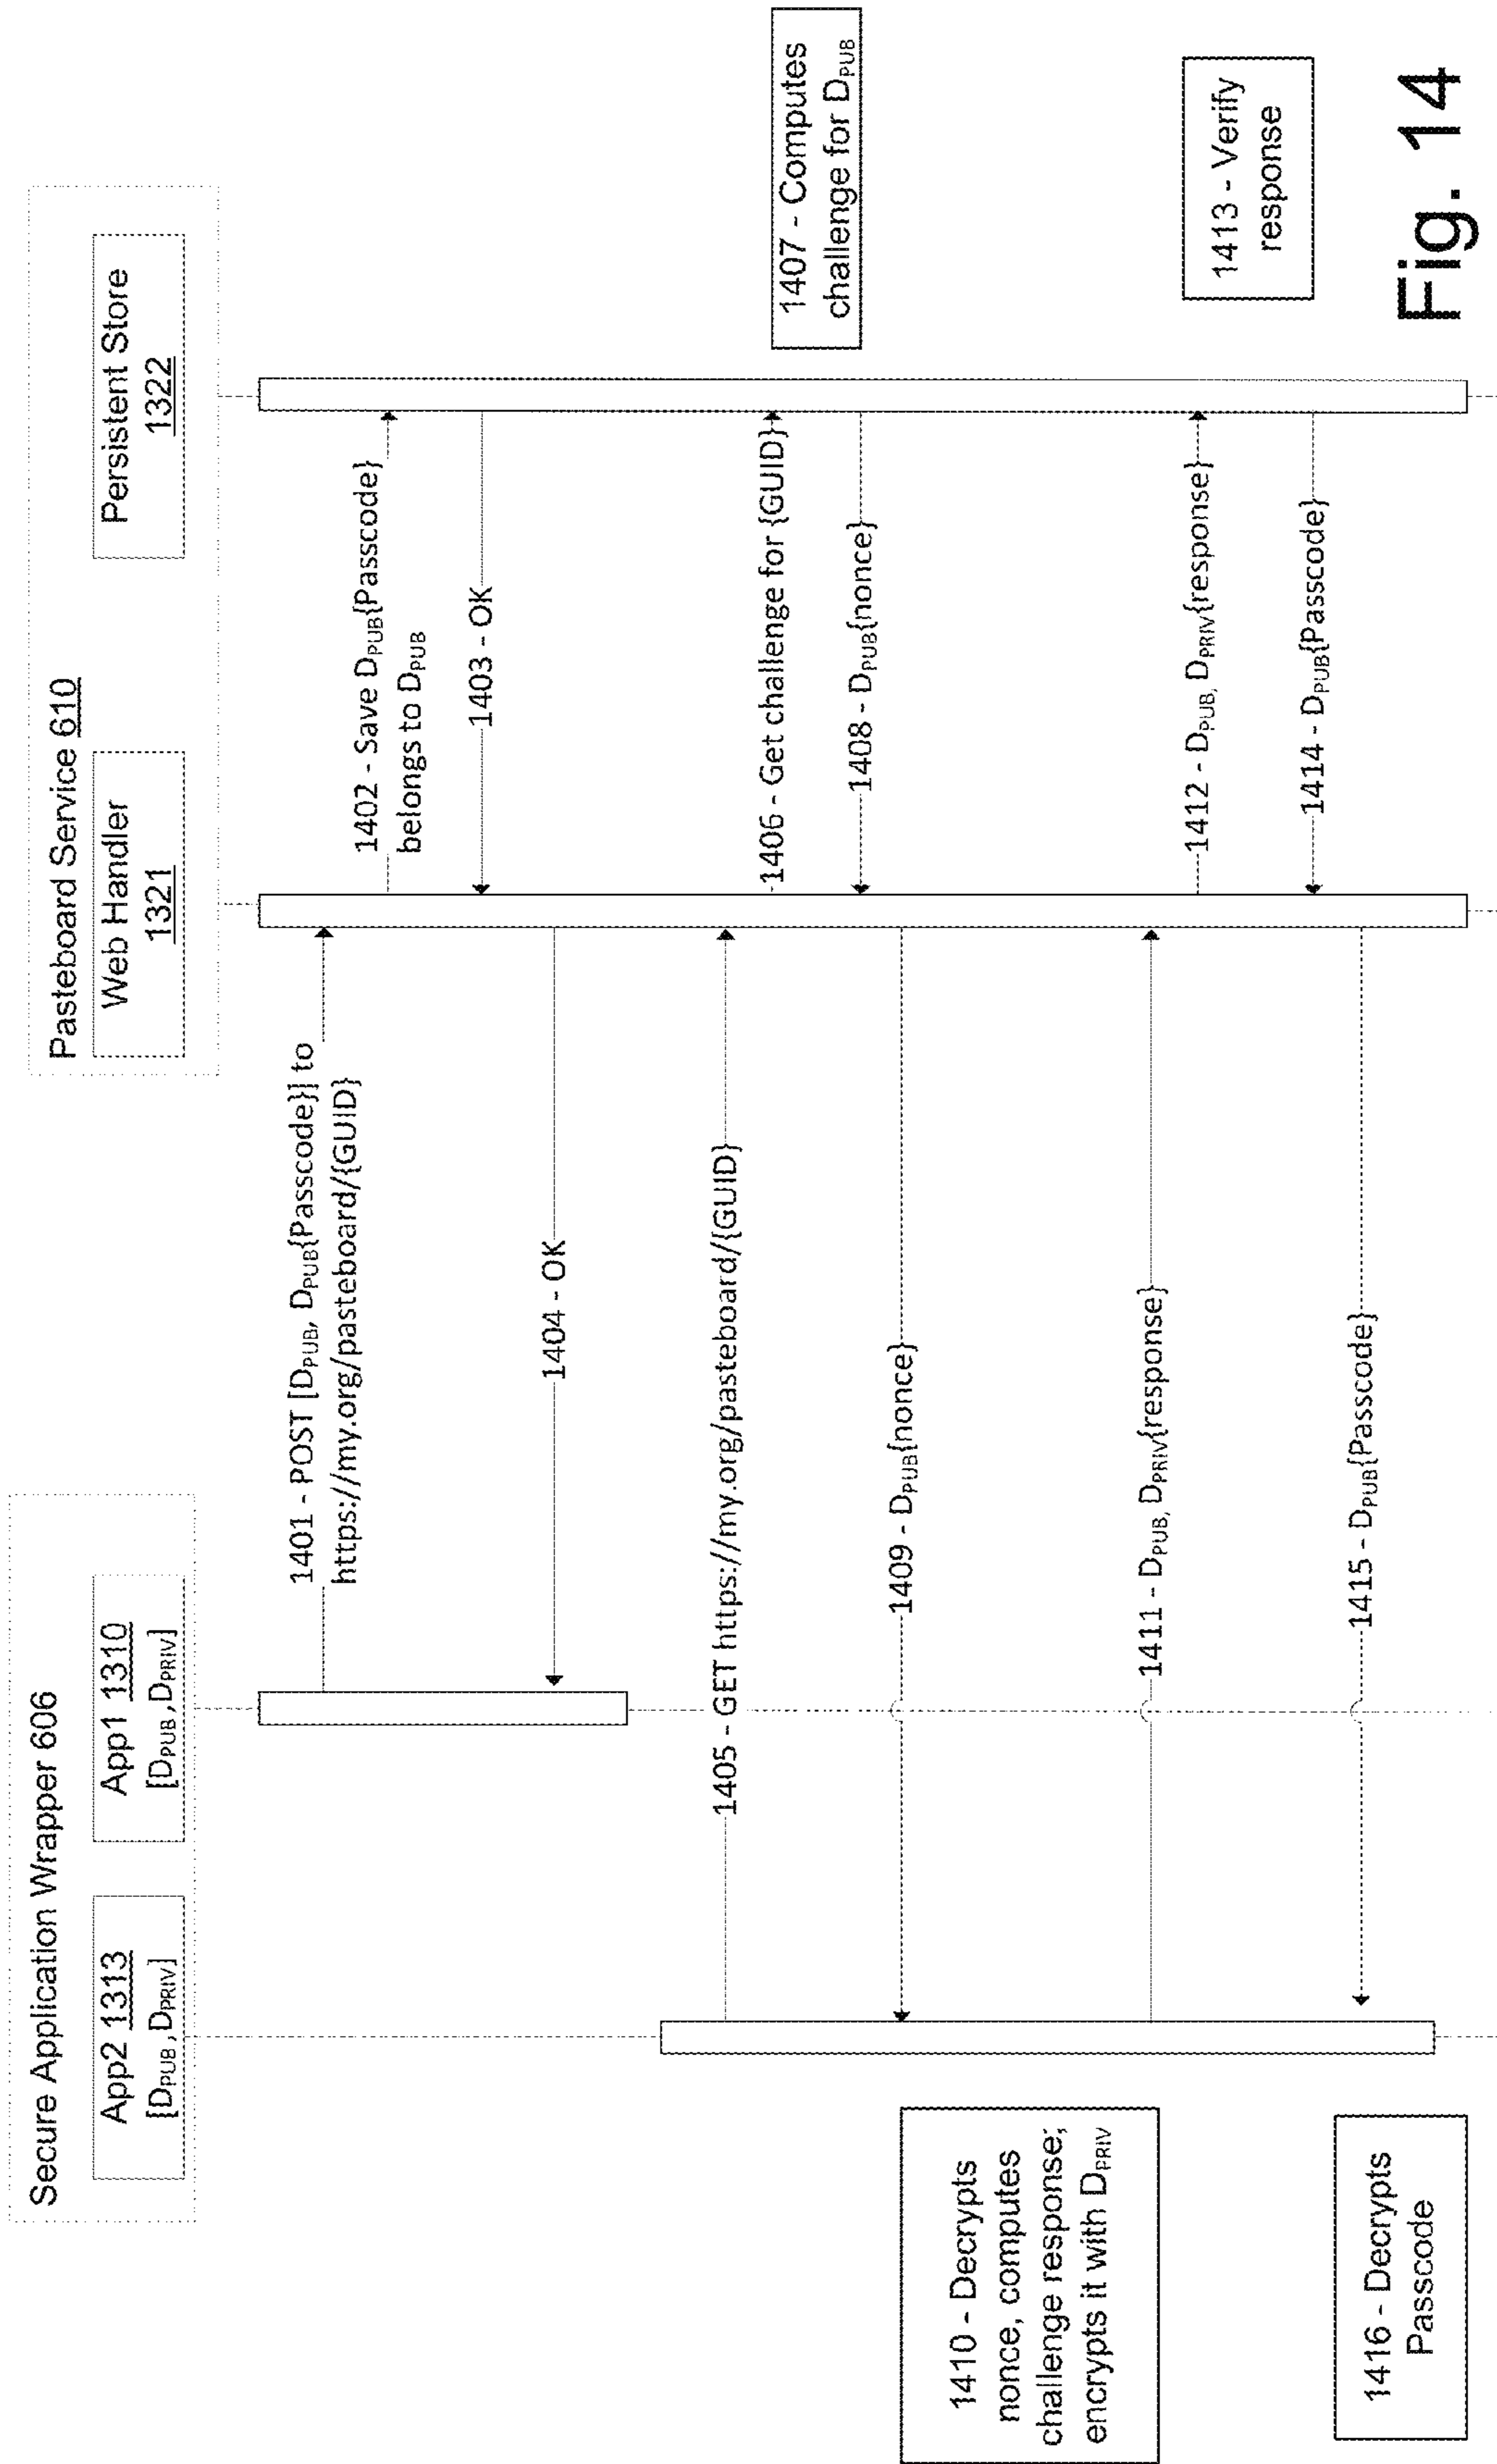 Secure Application Wrapper 606
App2 1313
[DPUB, DPRIV]
App1 1310
[DPUB, DPRIV]
Pasteboard Service 610
Web Handler
1321
Persistent Store
1322
1401 - POST [DPUB, DPUB{Passcode}] to
https://my.org/pasteboard/{GUID}
1402 - Save DPUB{Passcode}
belongs to DPUB
1403 - OK
1404 - OK
1405 - GET https://my.org/pasteboard/{GUID}
1406 - Get challenge for {GUID}
1407 - Computes
challenge for DPUB
1408 - DPUB{nonce}
1409 - DPUB{nonce}
1410 - Decrypts
nonce, computes
challenge response;
encrypts it with DPRIV
1411 - DPUB, DPRIV{response}
1412 - DPUB, DPRIV{response}
1413 - Verify
response
1414 - DPUB{Passcode}
1415 - DPUB{Passcode}
1416 - Decrypts
Passcode
Fig. 14